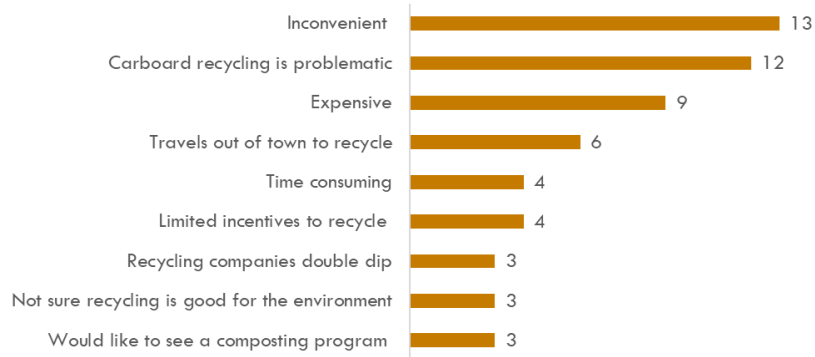 Inconvenient 13
Carboard recycling is problematic 12
Expensive 9
Travels out of town to recycle 6
Time consuming 4
Limited incentives to recycle 4
Recycling companies double dip 3
Not sure recycling is good for the environment 3
Would like to see a composting program 3